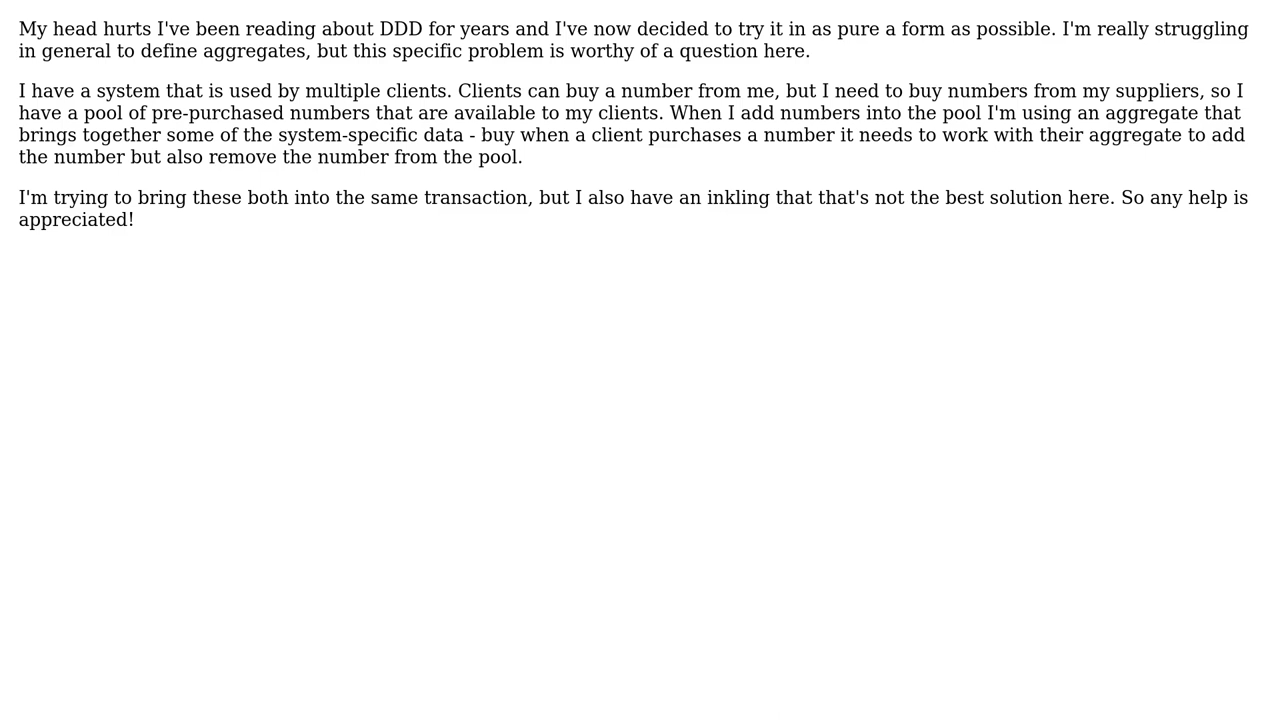 My head hurts I've been reading about DDD for years and I've now decided to try it in as pure a form as possible. I'm really struggling
in general to define aggregates, but this specific problem is worthy of a question here.
I have a system that is used by multiple clients. Clients can buy a number from me, but I need to buy numbers from my suppliers, so I
have a pool of pre-purchased numbers that are available to my clients. When I add numbers into the pool I'm using an aggregate that
brings together some of the system-specific data - buy when a client purchases a number it needs to work with their aggregate to add
the number but also remove the number from the pool.
I'm trying to bring these both into the same transaction, but I also have an inkling that that's not the best solution here. So any help is
appreciated!